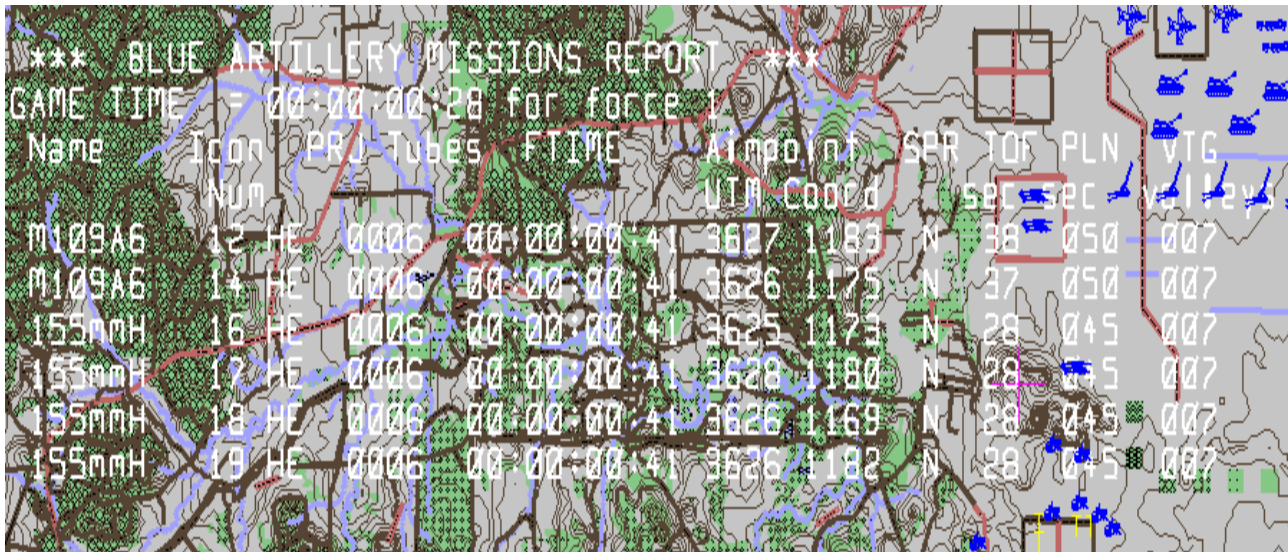 *** BLUE ARTILLERY MISSIONS REPORT ***
GAME TIME = 00:00:00:28 for force 1
Name Icon PRJ Tubes FTIME Aimpoint SPR TOF PLN VTG
Num UTM Coord sec sec volleys
M109A6 12 HE 0006 00:00:00:41 3627 1183 N 38 050 007
M109A6 14 HE 0006 00:00:00:41 3626 1175 N 37 050 007
155mmH 16 HE 0006 00:00:00:41 3625 1173 N 28 045 007
155mmH 17 HE 0006 00:00:00:41 3628 1180 N 28 045 007
155mmH 18 HE 0006 00:00:00:41 3626 1169 N 28 045 007
155mmH 19 HE 0006 00:00:00:41 3626 1182 N 28 045 007